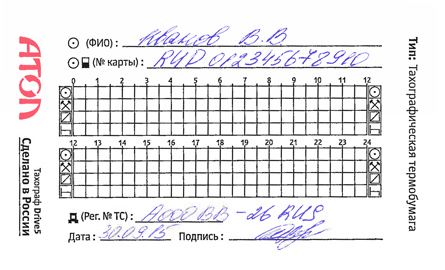 (ФИО): Иванов В.В
(№ карты): RUD 012345678910
0 1 2 3 4 5 6 7 8 9 10 11 12
12 13 14 15 16 17 18 19 20 21 22 23 24
(Рег. № ТС): А000ВВ-26 RUS
Дата: 30.09.15 Подпись:
АТОЛ
Тахограф Drive5
Сделано в России
Тип: Тахографическая термобумага